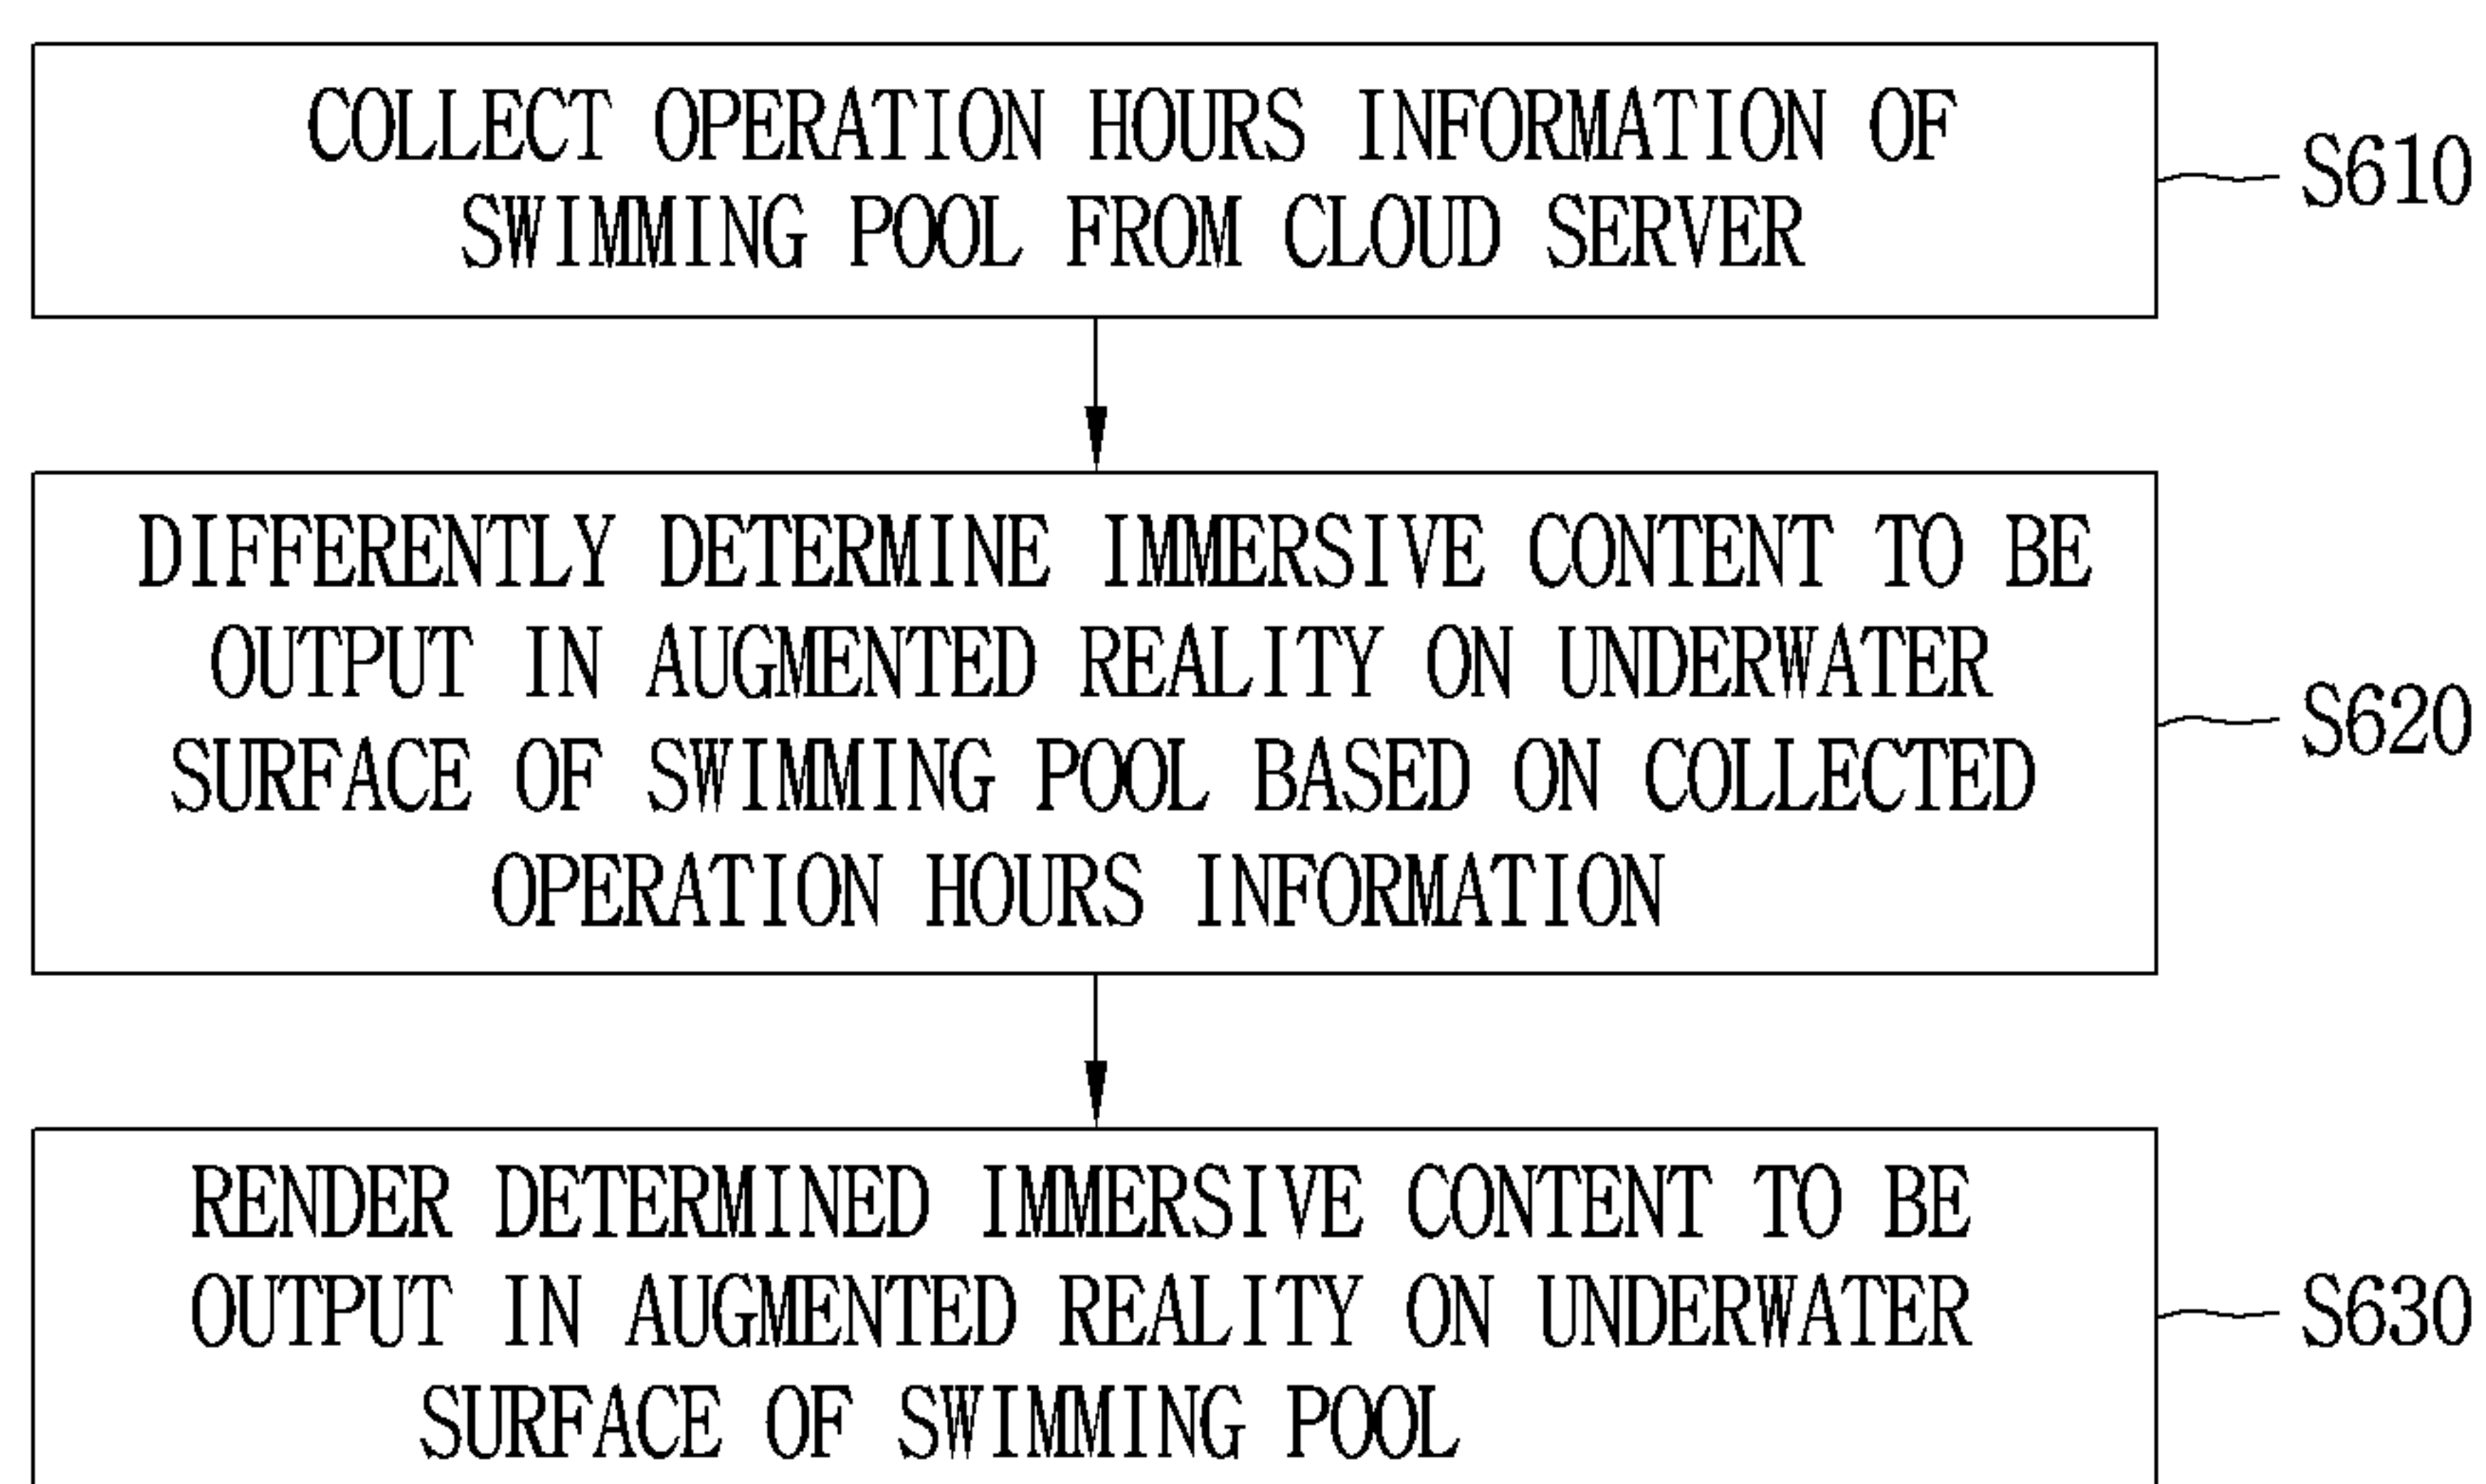 COLLECT OPERATION HOURS INFORMATION OF
SWIMMING POOL FROM CLOUD SERVER
S610
DIFFERENTLY DETERMINE IMMERSIVE CONTENT TO BE
OUTPUT IN AUGMENTED REALITY ON UNDERWATER
SURFACE OF SWIMMING POOL BASED ON COLLECTED
OPERATION HOURS INFORMATION
S620
RENDER DETERMINED IMMERSIVE CONTENT TO BE
OUTPUT IN AUGMENTED REALITY ON UNDERWATER
SURFACE OF SWIMMING POOL
S630